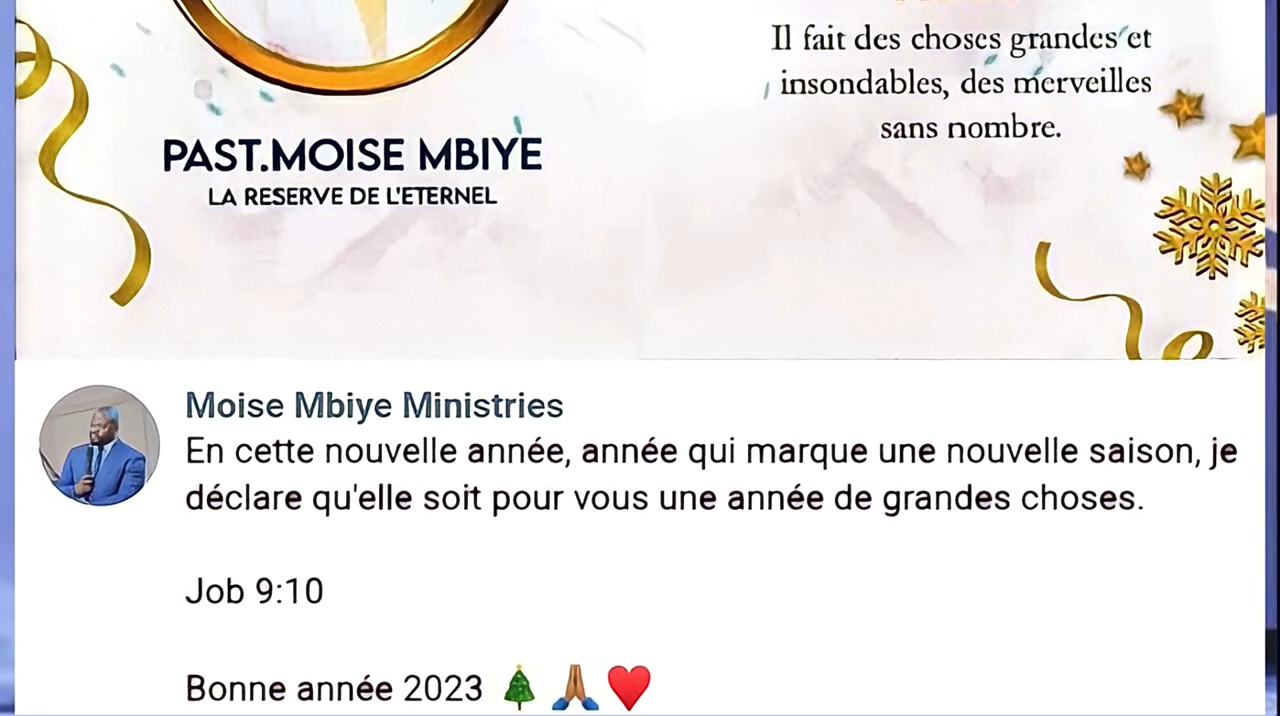 PAST.MOISE MBIYE
LA RESERVE DE L'ETERNEL
Il fait des choses grandes et
insondables, des merveilles
sans nombre.
Moise Mbiye Ministries
En cette nouvelle année, année qui marque une nouvelle saison, je
déclare qu'elle soit pour vous une année de grandes choses.
Job 9:10
Bonne année 2023 🎄🙏🏾♥️